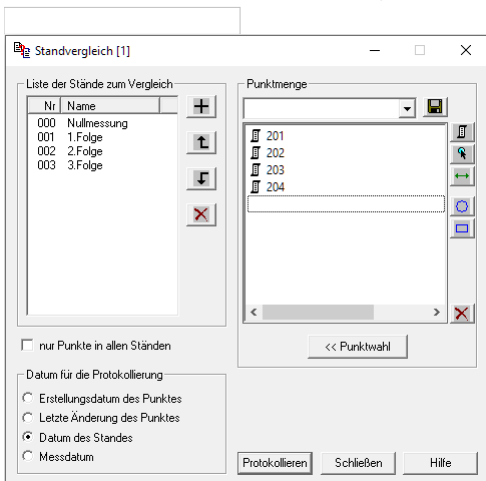 Standvergleich [1]
Liste der Stände zum Vergleich
Nr Name
000 Nullmessung
001 1.Folge
002 2.Folge
003 3.Folge
nur Punkte in allen Ständen
Datum für die Protokollierung
Erstellungsdatum des Punktes
Letzte Änderung des Punktes
Datum des Standes
Messdatum
Punktmenge
201
202
203
204
<< Punktwahl
Protokollieren Schließen Hilfe